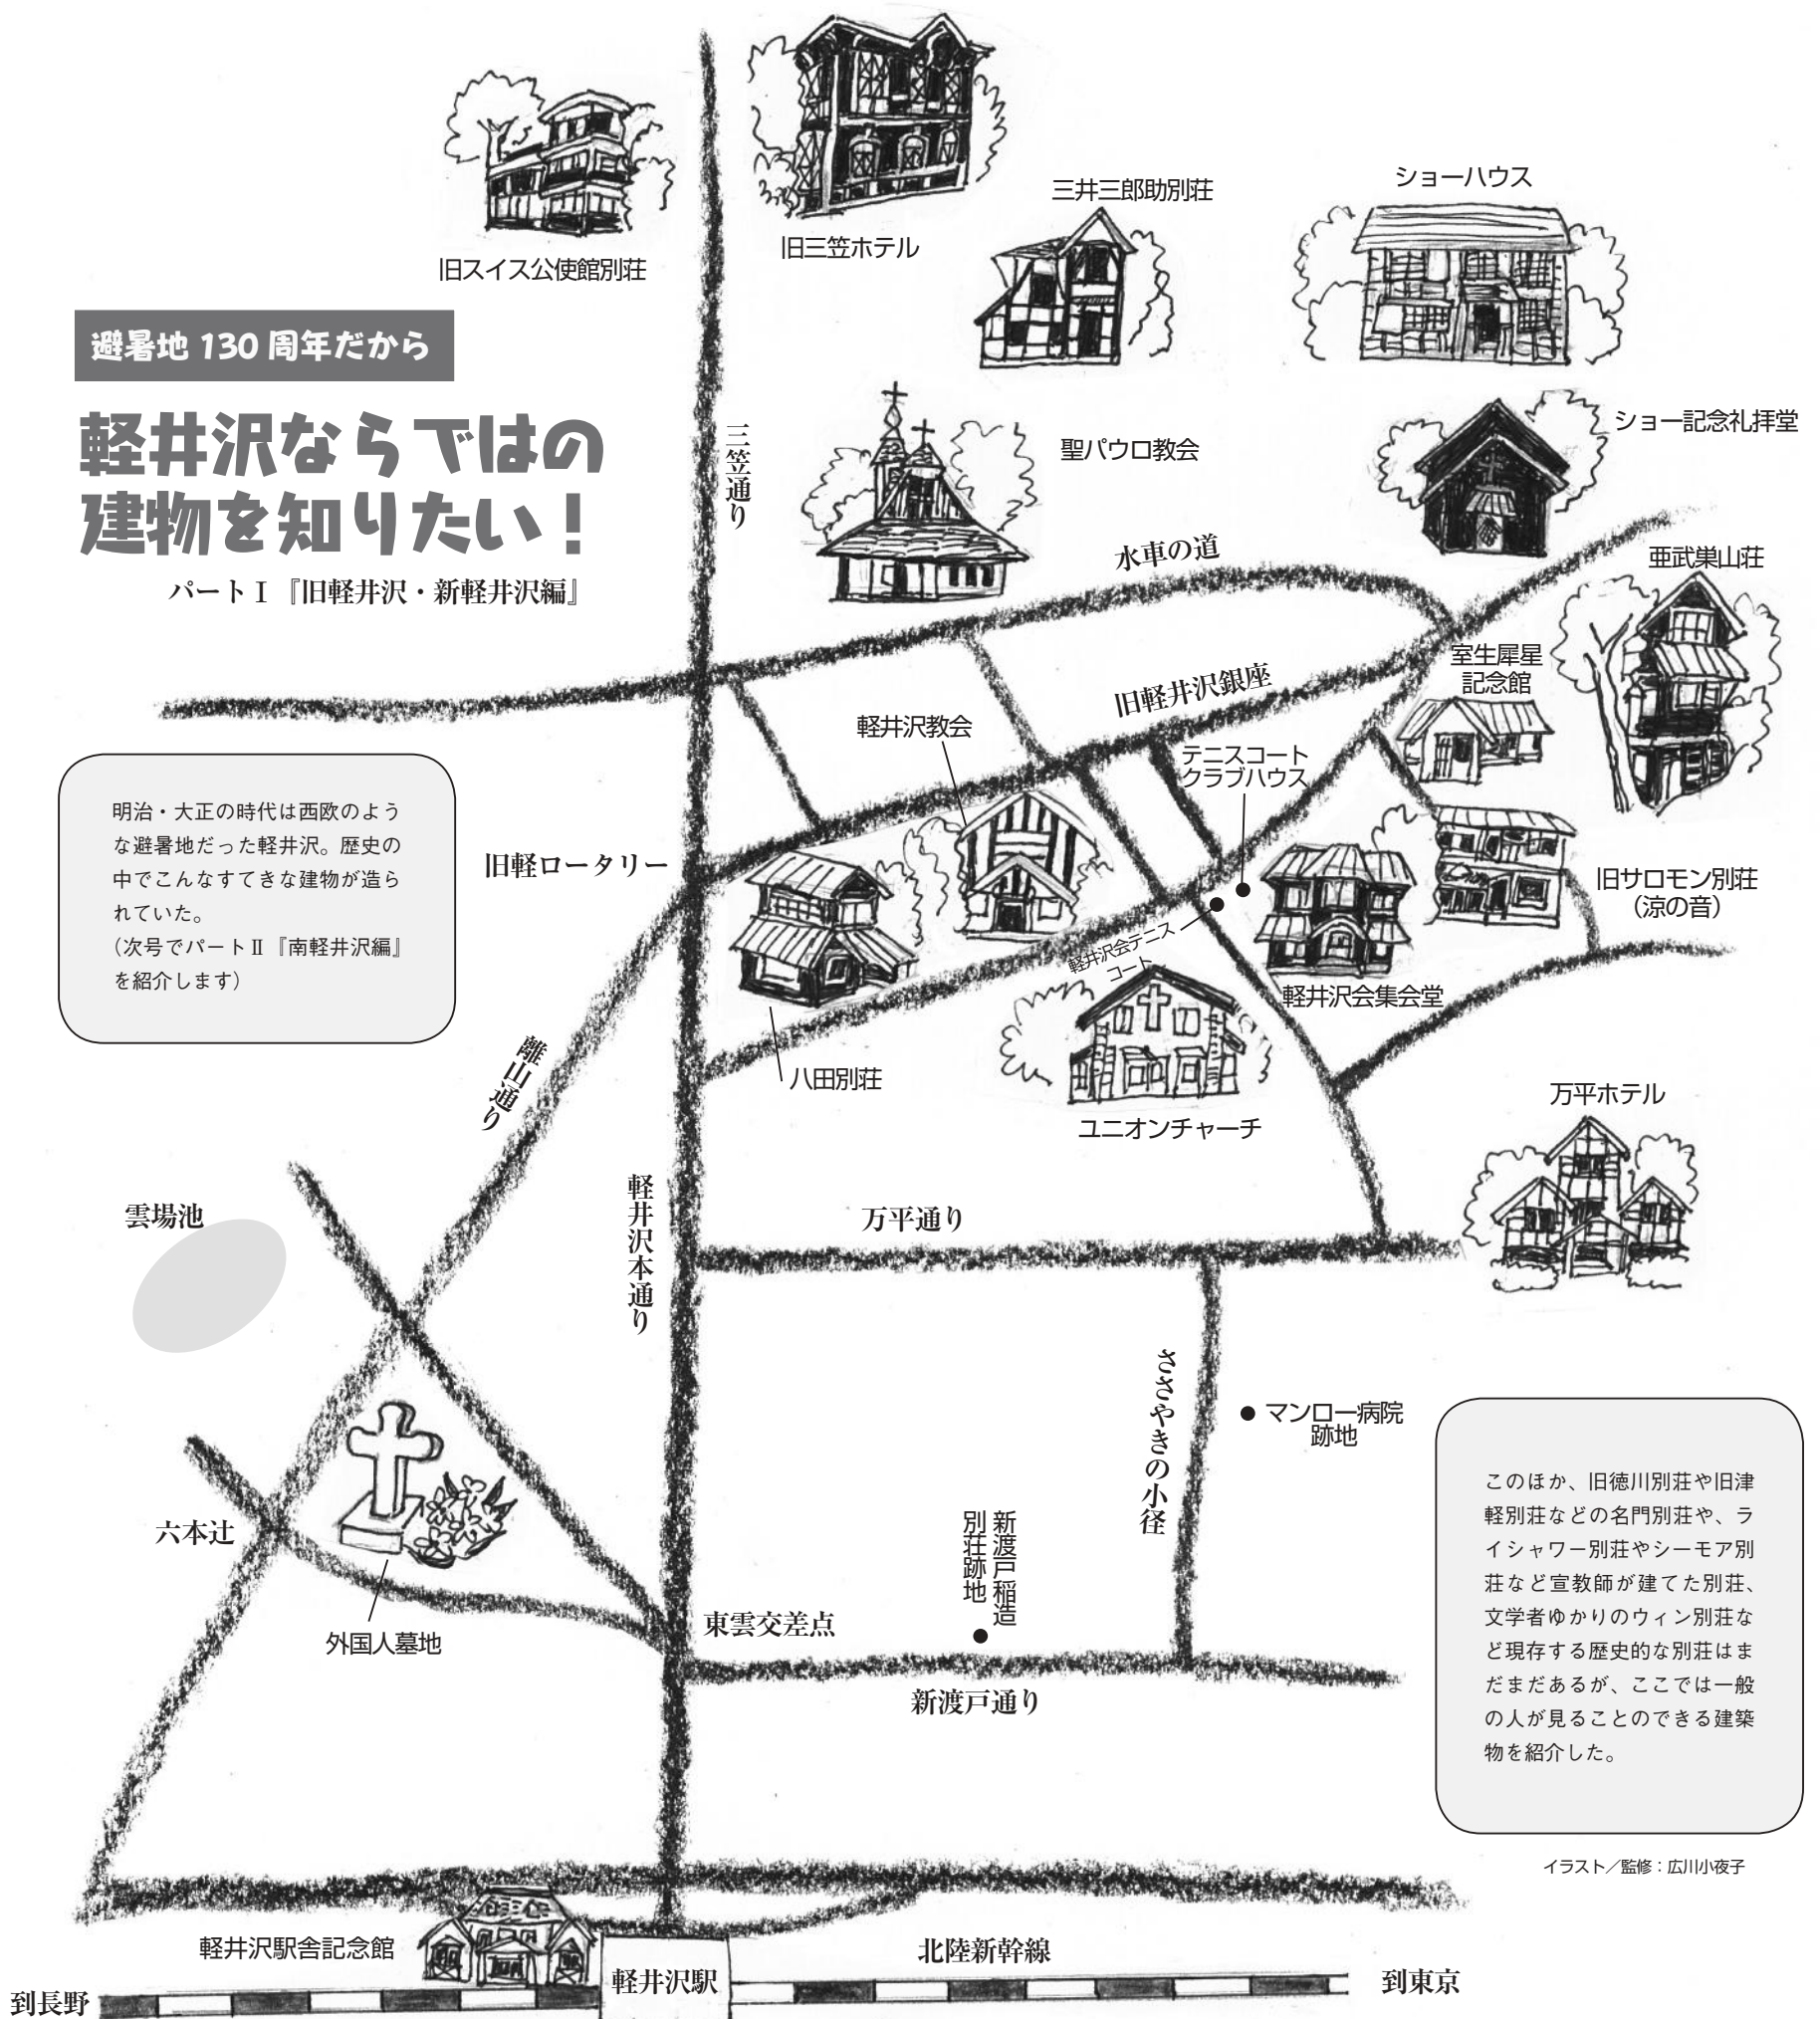 旧スイス公使館別荘
旧三笠ホテル
三井三郎助別荘
ショーハウス
避暑地 130 周年だから
軽井沢ならではの
建物を知りたい！
パートⅠ『旧軽井沢・新軽井沢編』
三笠通り
聖パウロ教会
ショー記念礼拝堂
水車の道
亜武巣山荘
室生犀星
記念館
旧軽井沢銀座
軽井沢教会
テニスコート
クラブハウス
明治・大正の時代は西欧のよう
な避暑地だった軽井沢。歴史の
中でこんなすてきな建物が造ら
れていた。
（次号でパートⅡ『南軽井沢編』
を紹介します）
旧軽ロータリー
旧サロモン別荘
（涼の音）
軽井沢会テニス
コート
軽井沢会集会堂
離山通り
八田別荘
ユニオンチャーチ
万平ホテル
雲場池
軽井沢本通り
万平通り
ささやきの小径
マンロー病院
跡地
六本辻
外国人墓地
東雲交差点
新渡戸稲造
別荘跡地
新渡戸通り
このほか、旧徳川別荘や旧津
軽別荘などの名門別荘や、ラ
イシャワー別荘やシーモア別
荘など宣教師が建てた別荘、
文学者ゆかりのウィン別荘な
ど現存する歴史的な別荘はま
だまだあるが、ここでは一般
の人が見ることのできる建築
物を紹介した。
イラスト／監修：広川小夜子
軽井沢駅舎記念館
軽井沢駅
北陸新幹線
到長野
到東京